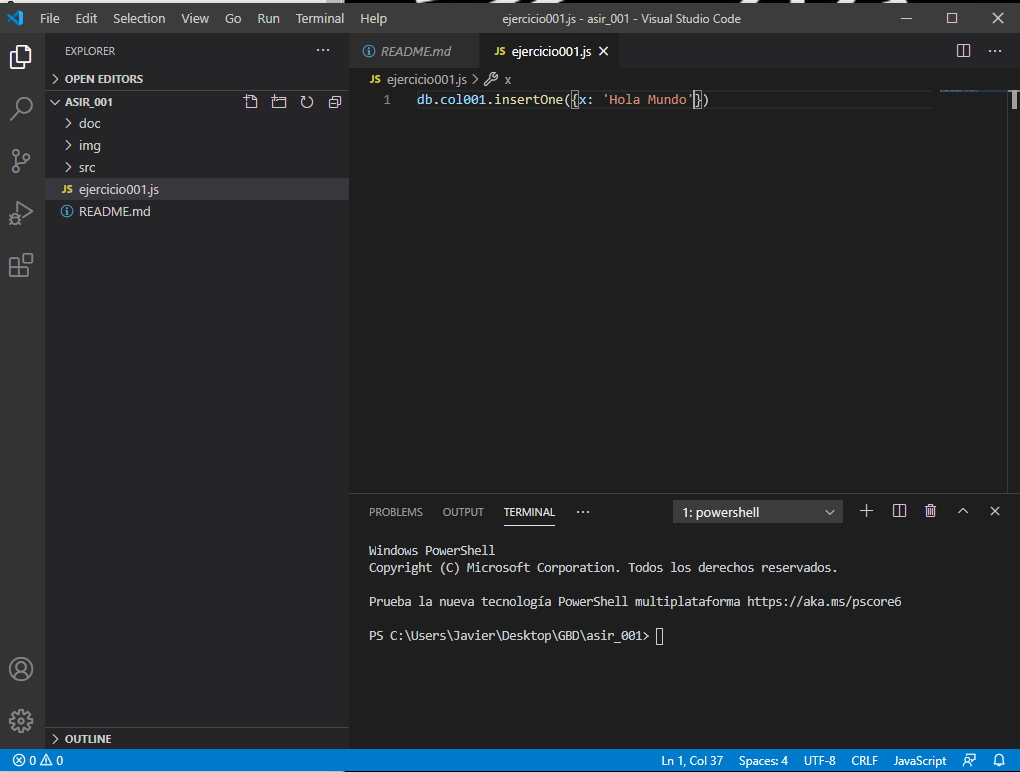 File Edit Selection View Go Run Terminal Help ejercicio001.js - asir_001 - Visual Studio Code
EXPLORER
OPEN EDITORS
ASIR_001
doc
img
src
JS ejercicio001.js
README.md
README.md JS ejercicio001.js
JS ejercicio001.js > x
1 db.col001.insertOne({x: 'Hola Mundo'})
PROBLEMS OUTPUT TERMINAL ... 1: powershell
Windows PowerShell
Copyright (C) Microsoft Corporation. Todos los derechos reservados.
Prueba la nueva tecnología PowerShell multiplataforma https://aka.ms/pscore6
PS C:\Users\Javier\Desktop\GBD\asir_001>
OUTLINE
0 0 Ln 1, Col 37 Spaces: 4 UTF-8 CRLF JavaScript